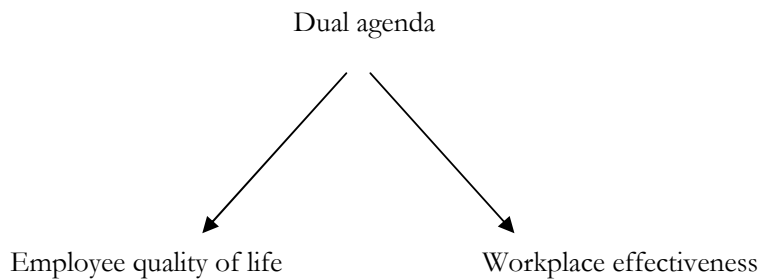 Dual agenda
Employee quality of life
Workplace effectiveness